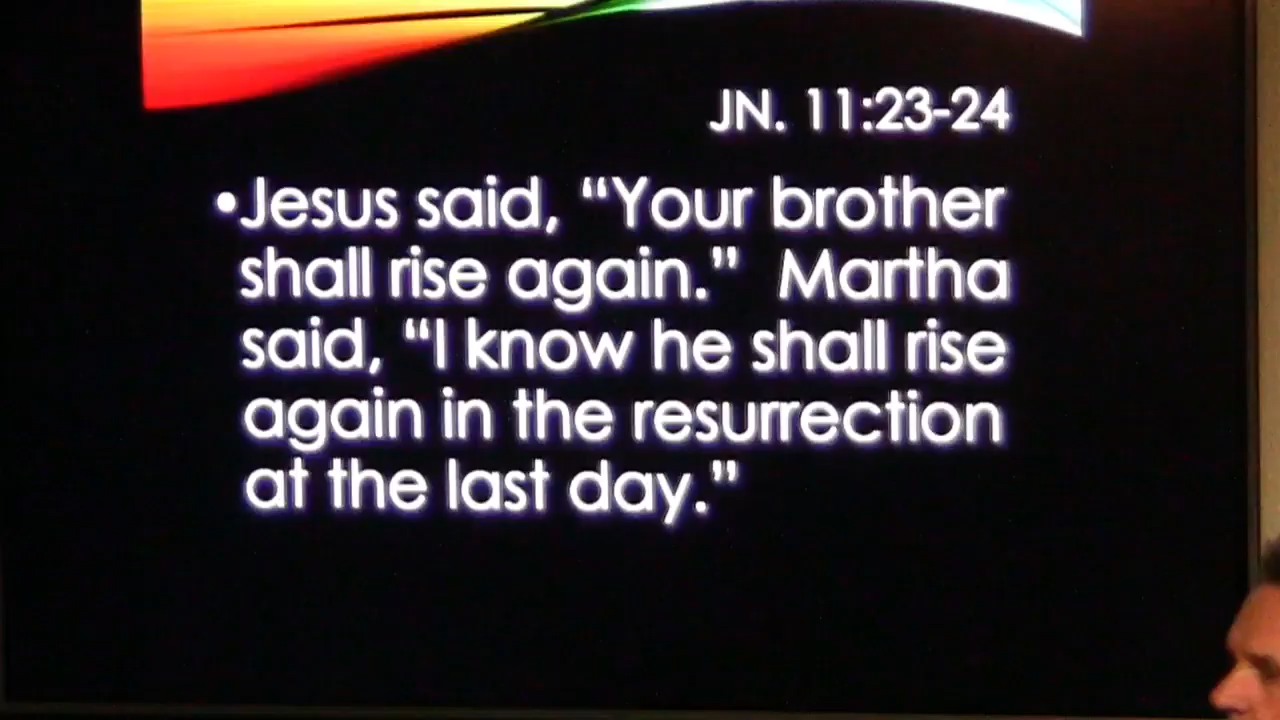 JN. 11:23-24
•Jesus said, “Your brother
shall rise again.”  Martha
said, “I know he shall rise
again in the resurrection
at the last day.”